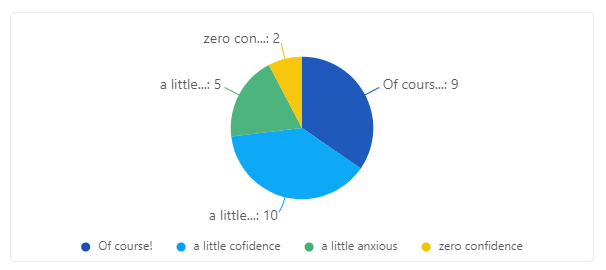 zero con...: 2
a little...: 5
Of cours...: 9
a little...: 10
Of course!
a little cofidence
a little anxious
zero confidence